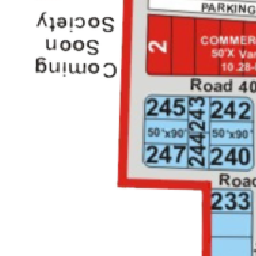 PARKING
Coming
Soon
Society
2
COMMER
50'X Va
10.28-
Road 40
245
243
242
50'x90'
50'x90'
247
244
240
Road
233